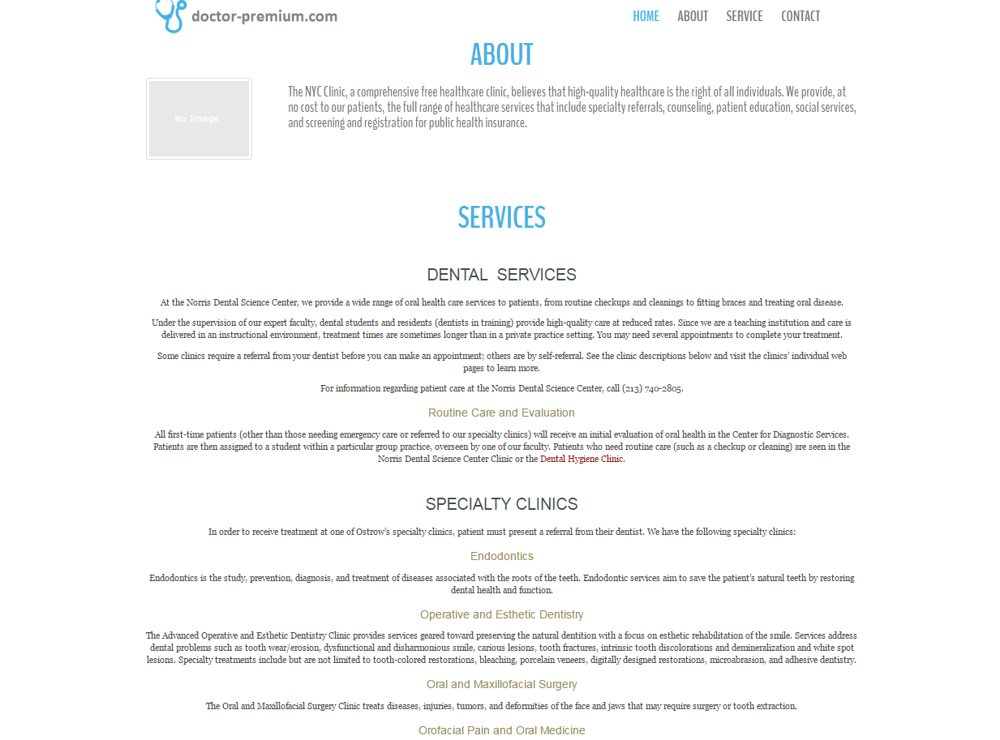 doctor-premium.com
HOME ABOUT SERVICE CONTACT
ABOUT
No Image
The NYC Clinic, a comprehensive free healthcare clinic, believes that high-quality healthcare is the right of all individuals. We provide, at
no cost to our patients, the full range of healthcare services that include specialty referrals, counseling, patient education, social services,
and screening and registration for public health insurance.
SERVICES
DENTAL SERVICES
At the Norris Dental Science Center, we provide a wide range of oral health care services to patients, from routine checkups and cleanings to fitting braces and treating oral disease.
Under the supervision of our expert faculty, dental students and residents (dentists in training) provide high-quality care at reduced rates. Since we are a teaching institution and care is
delivered in an instructional environment, treatment times are sometimes longer than in a private practice setting. You may need several appointments to complete your treatment.
Some clinics require a referral from your dentist before you can make an appointment; others are by self-referral. See the clinic descriptions below and visit the clinics' individual web
pages to learn more.
For information regarding patient care at the Norris Dental Science Center, call (213) 740-2805.
Routine Care and Evaluation
All first-time patients (other than those needing emergency care or referred to our specialty clinics) will receive an initial evaluation of oral health in the Center for Diagnostic Services.
Patients are then assigned to a student within a particular group practice, overseen by one of our faculty. Patients who need routine care (such as a checkup or cleaning) are seen in the
Norris Dental Science Center Clinic or the Dental Hygiene Clinic.
SPECIALTY CLINICS
In order to receive treatment at one of Ostrow's specialty clinics, patient must present a referral from their dentist. We have the following specialty clinics:
Endodontics
Endodontics is the study, prevention, diagnosis, and treatment of diseases associated with the roots of the teeth. Endodontic services aim to save the patient's natural teeth by restoring
dental health and function.
Operative and Esthetic Dentistry
The Advanced Operative and Esthetic Dentistry Clinic provides services geared toward preserving the natural dentition with a focus on esthetic rehabilitation of the smile. Services address
dental problems such as tooth wear/erosion, dysfunctional and disharmonious smile, carious lesions, tooth fractures, intrinsic tooth discolorations and demineralization and white spot
lesions. Specialty treatments include but are not limited to tooth-colored restorations, bleaching, porcelain veneers, digitally designed restorations, microabrasion, and adhesive dentistry.
Oral and Maxillofacial Surgery
The Oral and Maxillofacial Surgery Clinic treats diseases, injuries, tumors, and deformities of the face and jaws that may require surgery or tooth extraction.
Orofacial Pain and Oral Medicine